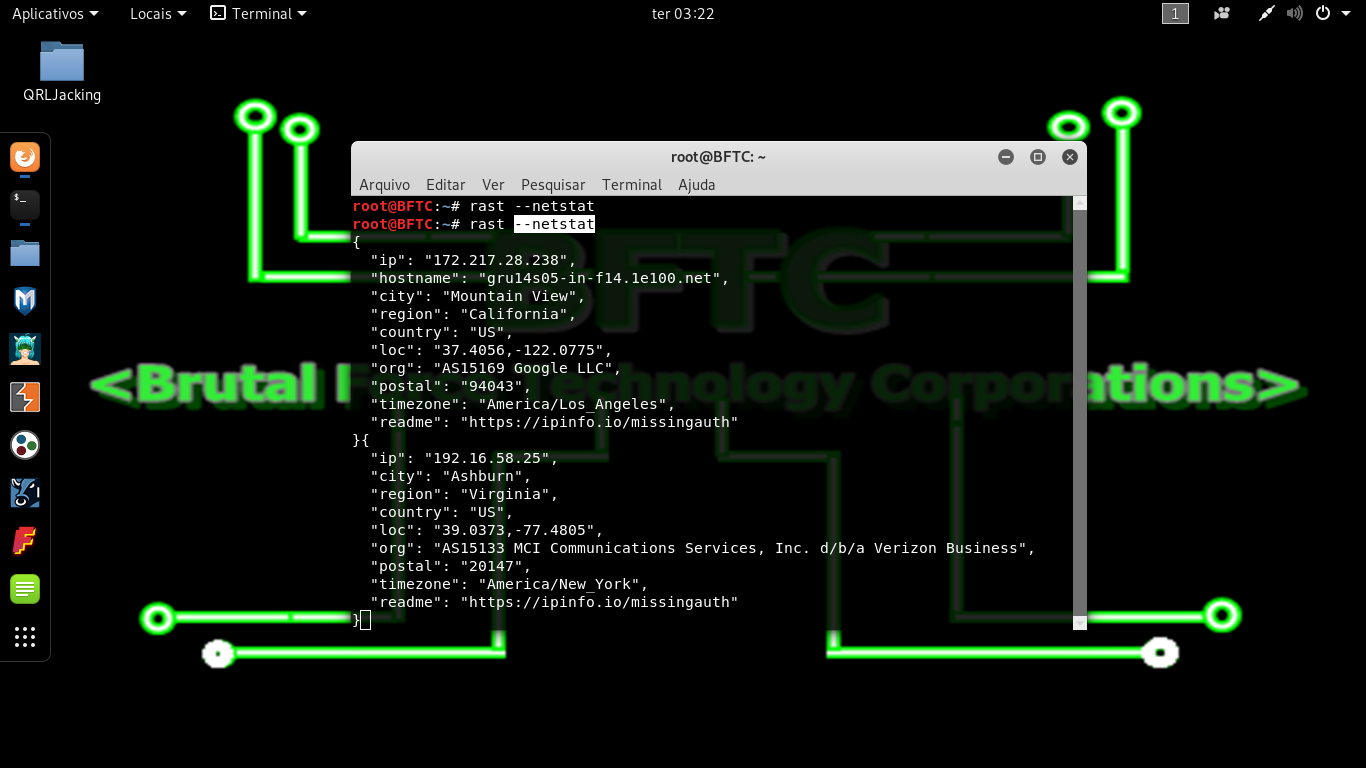 Aplicativos
Locais
Terminal
ter 03:22
1
QRLJacking
root@BFTC: ~
Arquivo Editar Ver Pesquisar Terminal Ajuda
root@BFTC:~# rast --netstat
root@BFTC:~# rast --netstat
{
"ip": "172.217.28.238",
"hostname": "gru14s05-in-f14.1e100.net",
"city": "Mountain View",
"region": "California",
"country": "US",
"loc": "37.4056,-122.0775",
"org": "AS15169 Google LLC",
"postal": "94043",
"timezone": "America/Los_Angeles",
"readme": "https://ipinfo.io/missingauth"
}{
"ip": "192.16.58.25",
"city": "Ashburn",
"region": "Virginia",
"country": "US",
"loc": "39.0373,-77.4805",
"org": "AS15133 MCI Communications Services, Inc. d/b/a Verizon Business",
"postal": "20147",
"timezone": "America/New_York",
"readme": "https://ipinfo.io/missingauth"
}
BFTC
<Brutal Technology Corporations>